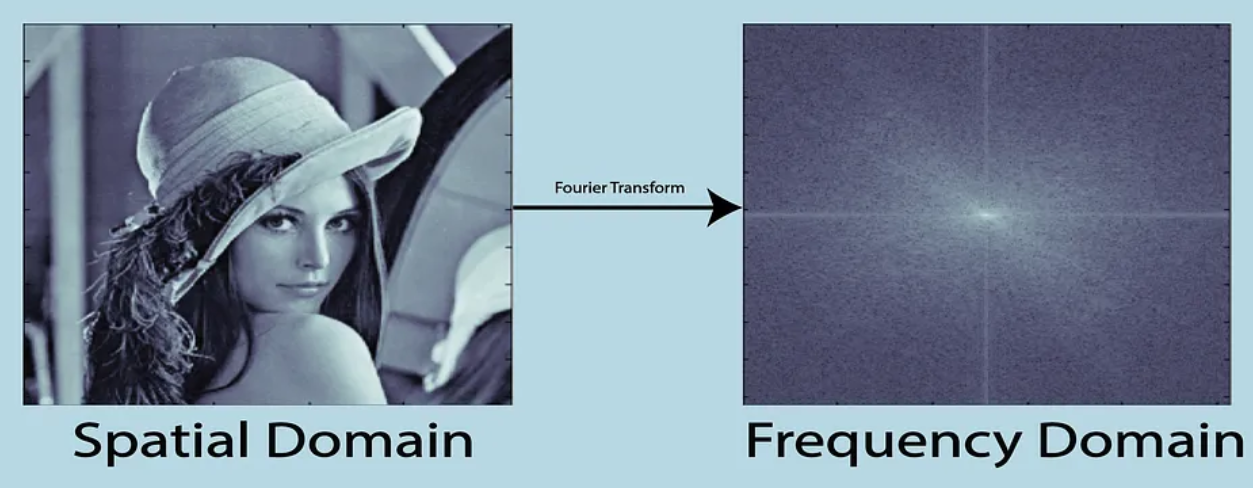 Fourier Transform
Spatial Domain
Frequency Domain